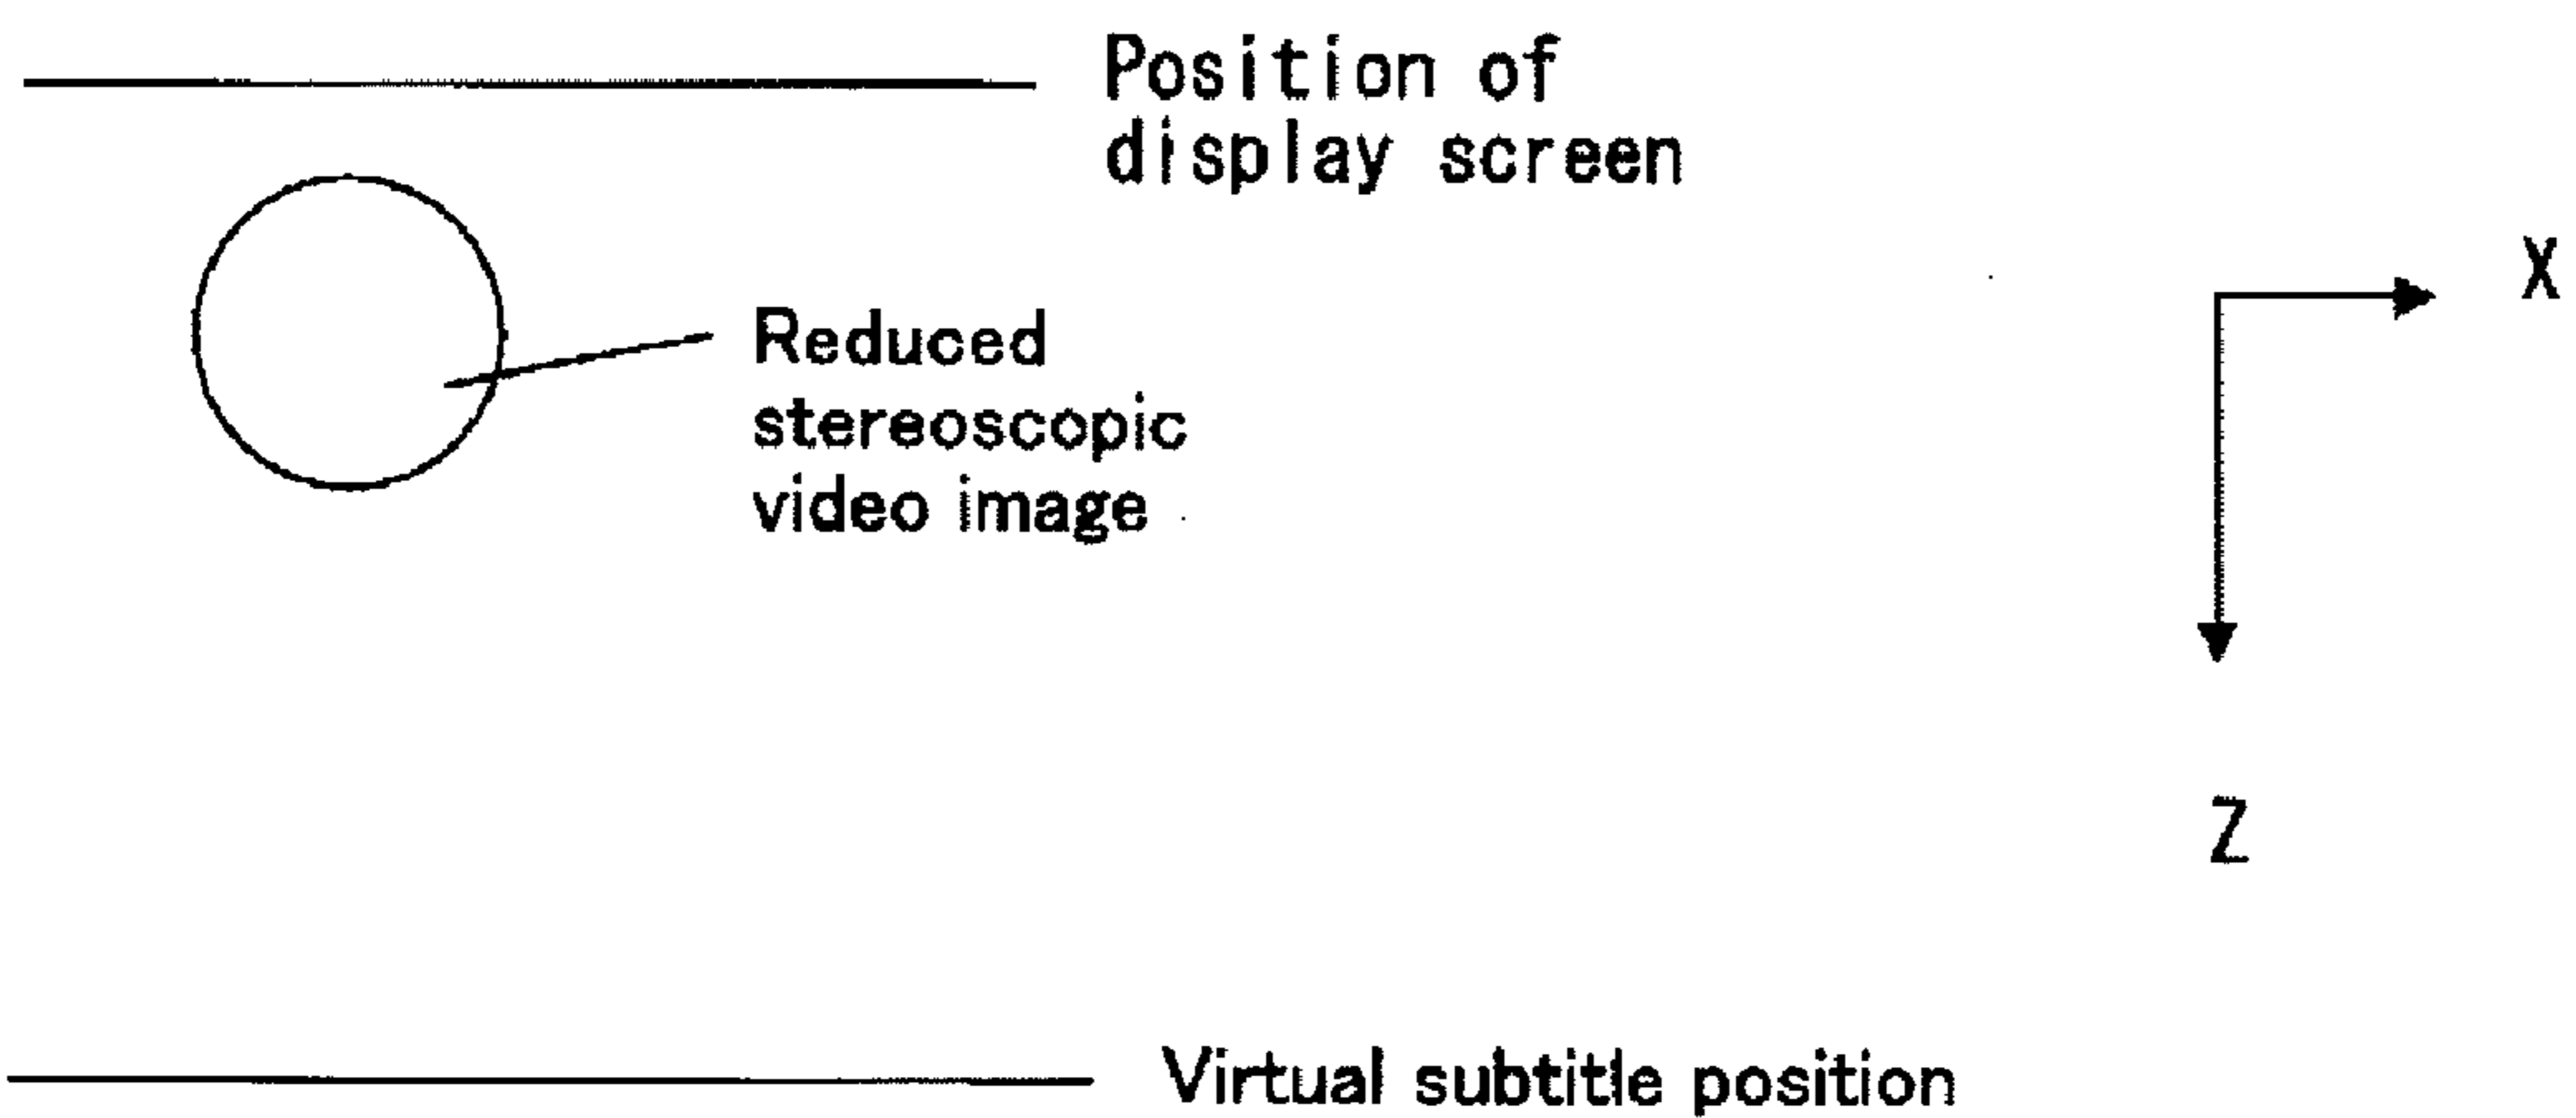 Position of
display screen
X
Reduced
stereoscopic
video image
Z
Virtual subtitle position